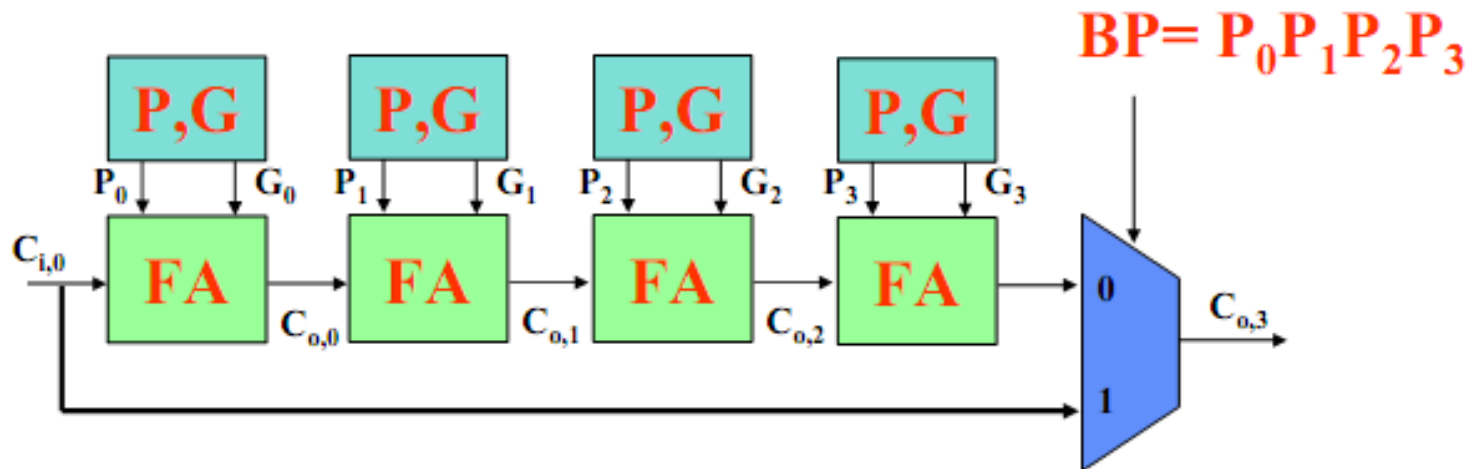 BP= P₀P₁P₂P₃
P,G P,G P,G P,G
P₀ G₀ P₁ G₁ P₂ G₂ P₃ G₃
Cᵢ,₀ FA FA FA FA 0
Cₒ,₀ Cₒ,₁ Cₒ,₂ Cₒ,₃
1